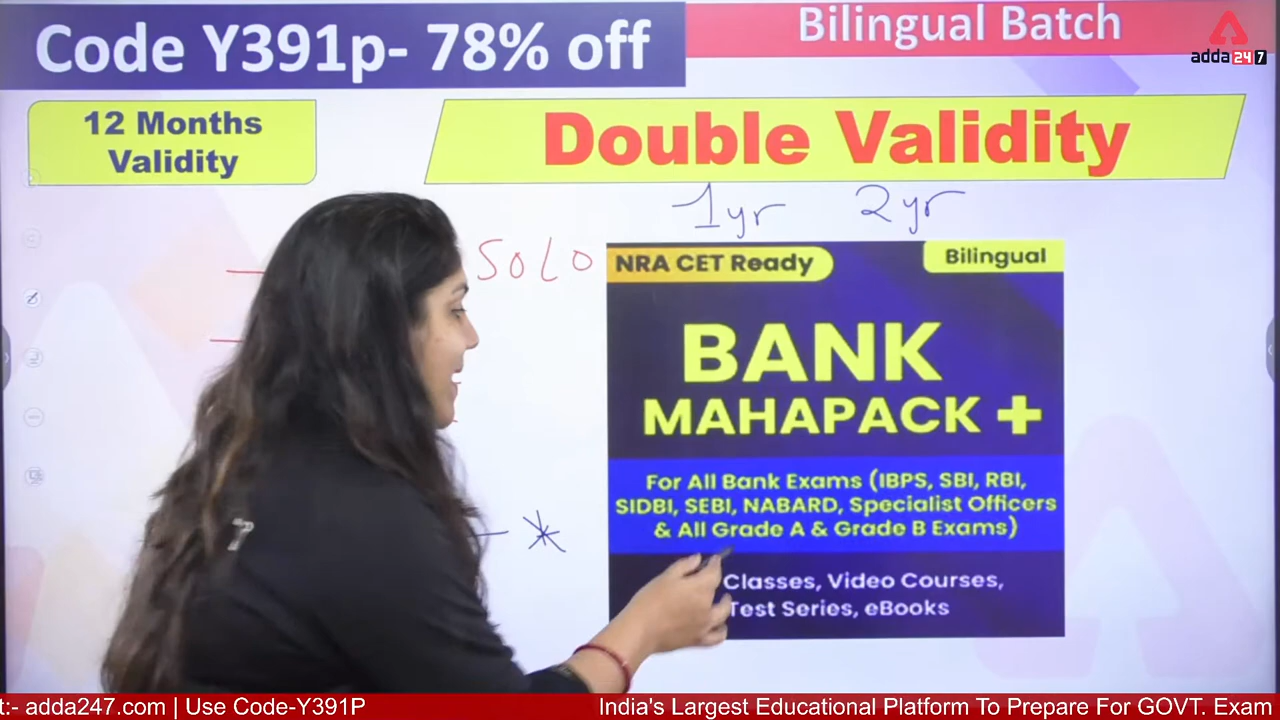 Code Y391p- 78% off
Bilingual Batch
adda247
12 Months
Validity
Double Validity
1yr 2yr
SOLO
NRA CET Ready
Bilingual
BANK
MAHAPACK +
For All Bank Exams (IBPS, SBI, RBI,
SIDBI, SEBI, NABARD, Specialist Officers
& All Grade A & Grade B Exams)
Classes, Video Courses,
Test Series, eBooks
7
t:- adda247.com | Use Code-Y391P
India's Largest Educational Platform To Prepare For GOVT. Exam